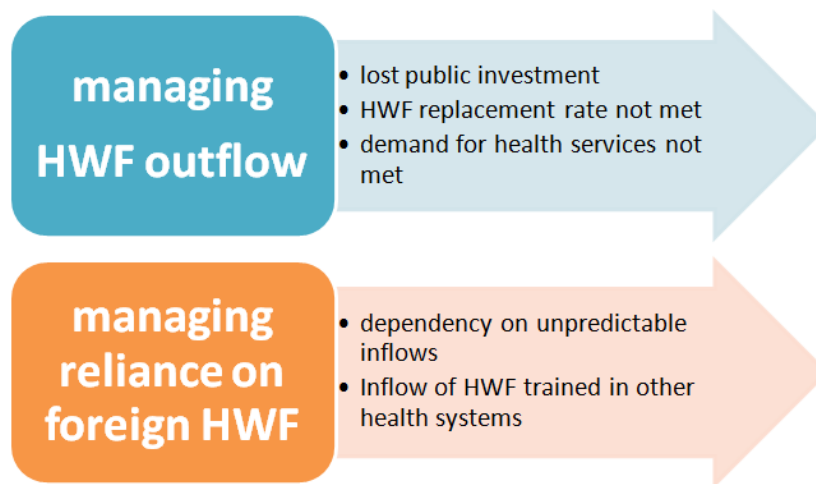 managing
HWF outflow
• lost public investment
• HWF replacement rate not met
• demand for health services not
met
managing
reliance on
foreign HWF
• dependency on unpredictable
inflows
• Inflow of HWF trained in other
health systems